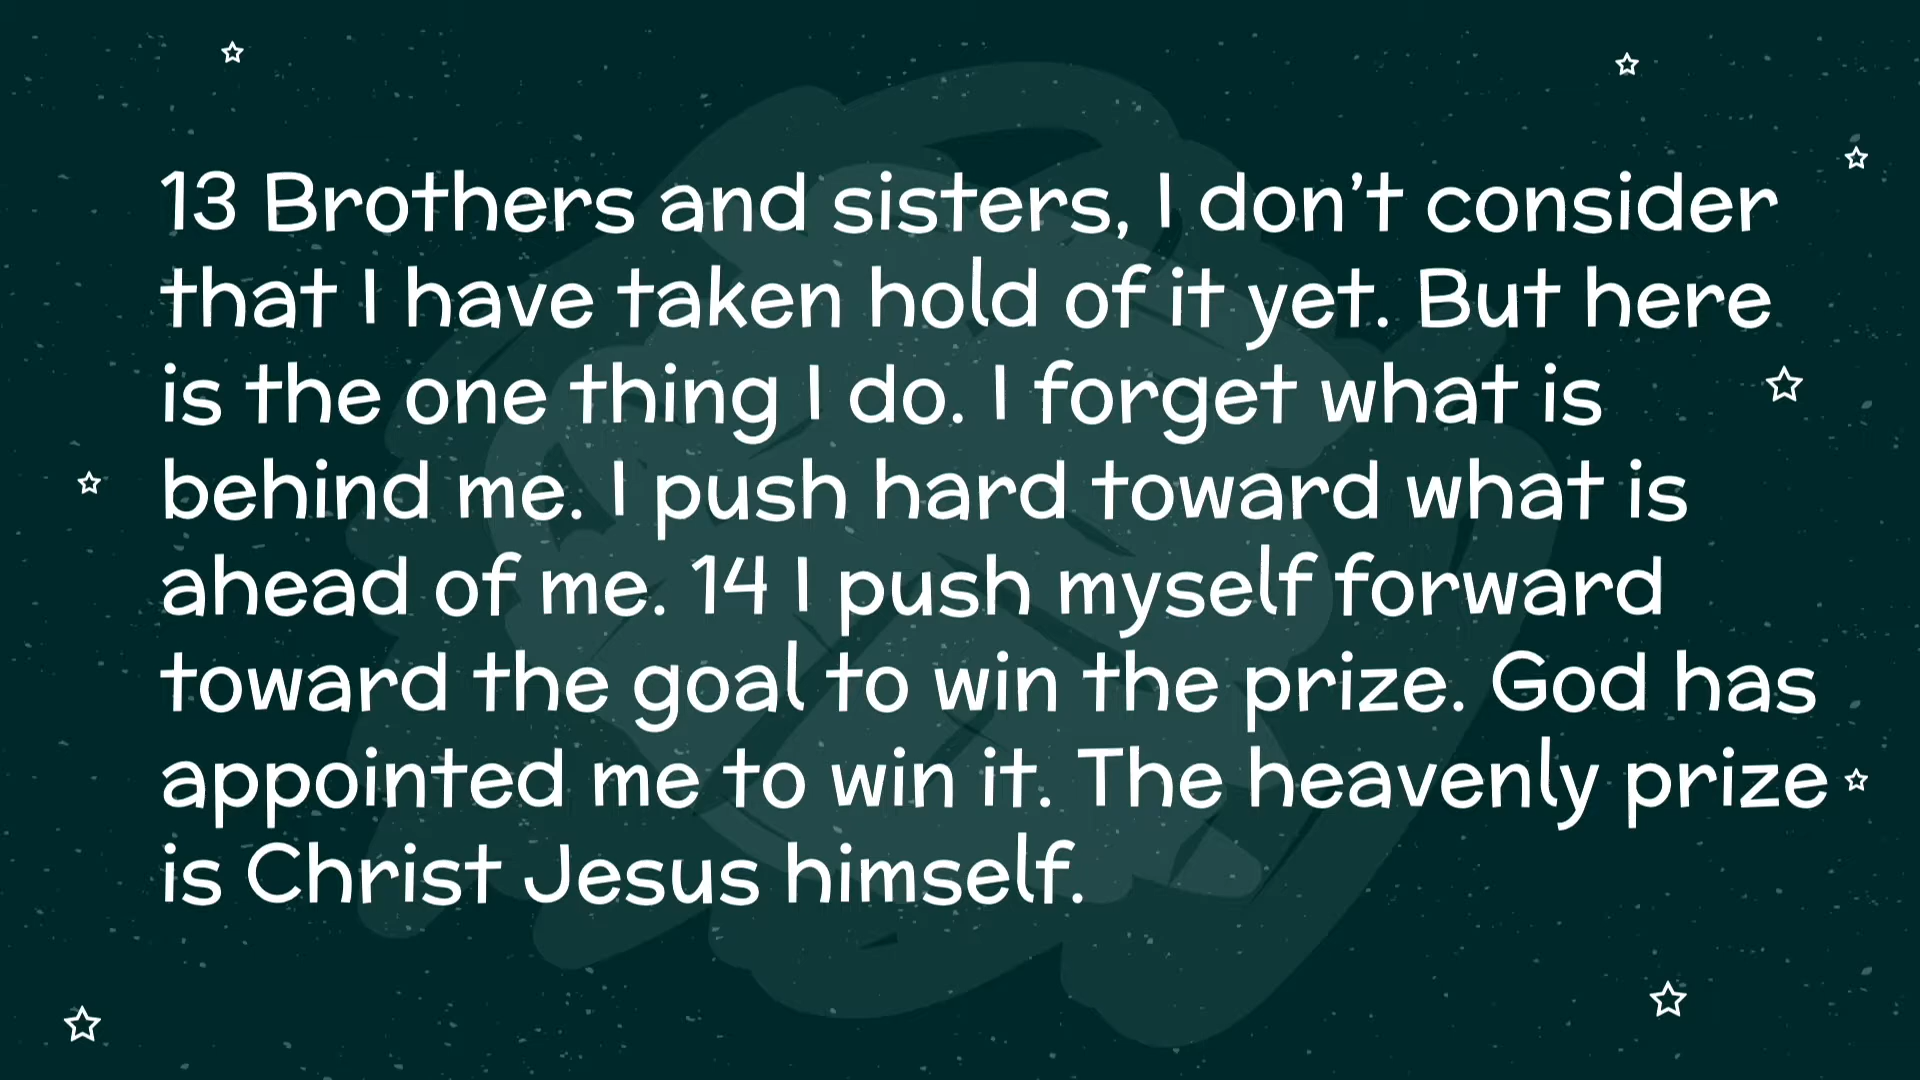 13 Brothers and sisters, I don’t consider
that I have taken hold of it yet. But here
is the one thing I do. I forget what is
behind me. I push hard toward what is
ahead of me. 14 I push myself forward
toward the goal to win the prize. God has
appointed me to win it. The heavenly prize
is Christ Jesus himself.